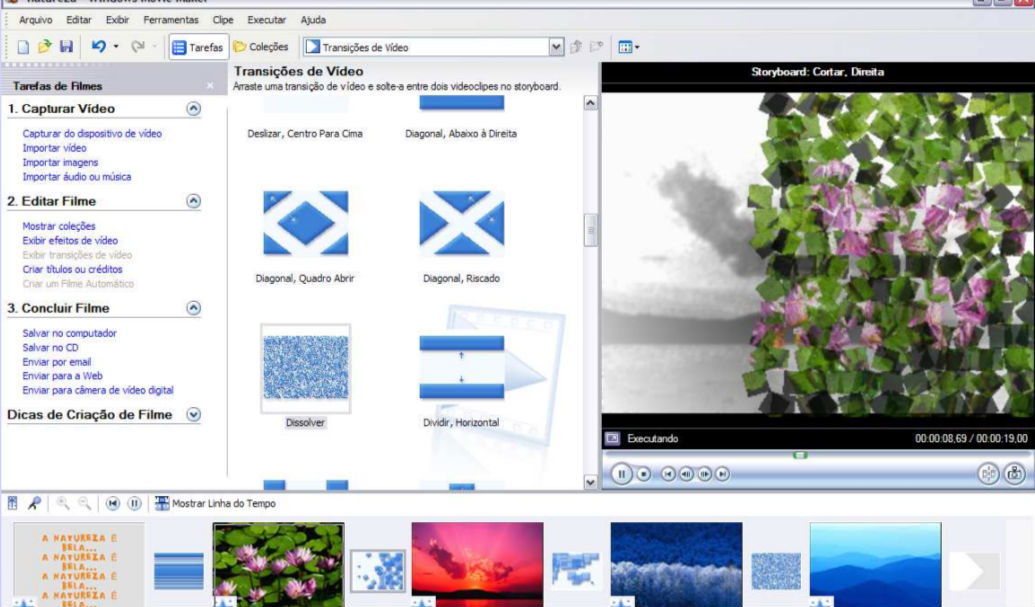 natureza - Windows Movie Maker
Arquivo Editar Exibir Ferramentas Clipe Executar Ajuda
Tarefas Coleções Transições de Vídeo
Tarefas de Filmes
1. Capturar Vídeo
Capturar do dispositivo de vídeo
Importar vídeo
Importar imagens
Importar áudio ou música
2. Editar Filme
Mostrar coleções
Exibir efeitos de vídeo
Exibir transições de vídeo
Criar títulos ou créditos
Criar um Filme Automático
3. Concluir Filme
Salvar no computador
Salvar no CD
Enviar por email
Enviar para a Web
Enviar para câmera de vídeo digital
Dicas de Criação de Filme
Transições de Vídeo
Arraste uma transição de vídeo e solte-a entre dois videoclipes no storyboard.
Deslizar, Centro Para Cima
Diagonal, Abaixo à Direita
Diagonal, Quadro Abrir
Diagonal, Riscado
Dissolver
Dividir, Horizontal
Storyboard: Cortar, Direita
Executando 00:00:08,69 / 00:00:19,00
Mostrar Linha do Tempo
A NATUREZA É
BELA...
A NATUREZA É
BELA...
A NATUREZA É
BELA...
A NATUREZA É
BELA...